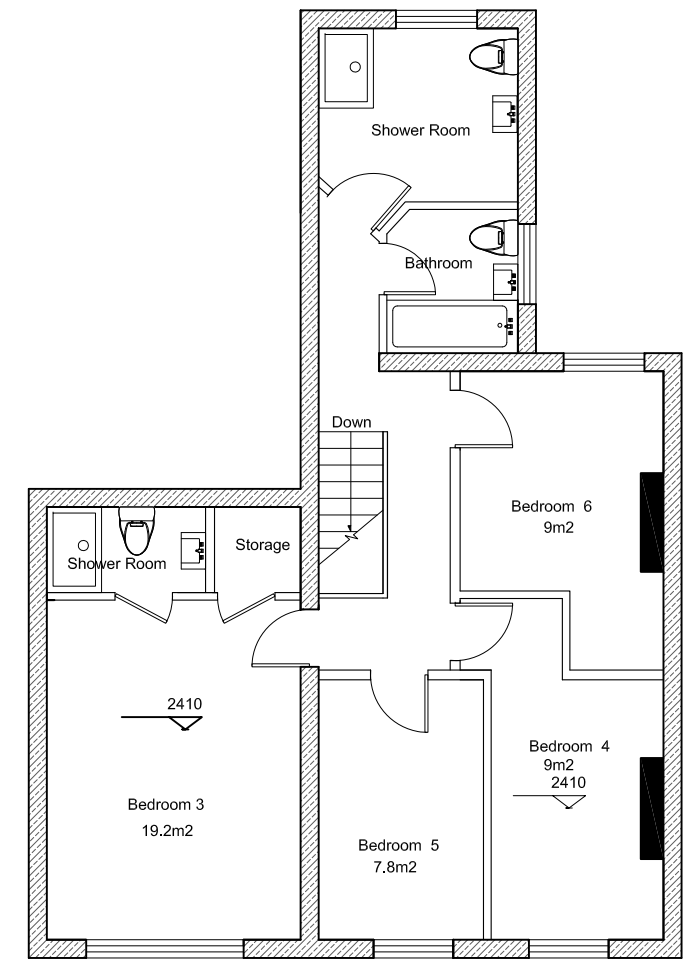 Shower Room
Bathroom
Down
Bedroom 6
9m2
Storage
Shower Room
2410
Bedroom 4
9m2
2410
Bedroom 3
19.2m2
Bedroom 5
7.8m2